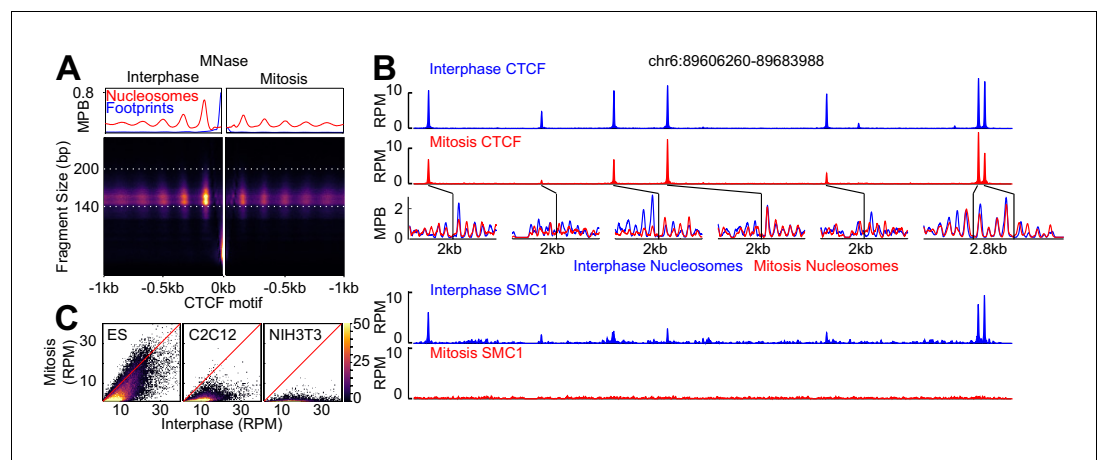 A
MNase
Interphase
Mitosis
0.8
MPB
Nucleosomes
Footprints
Fragment Size (bp)
200
140
-1kb
-0.5kb
0kb
-0.5kb
-1kb
CTCF motif
B
chr6:89606260-89683988
Interphase CTCF
RPM
10
0
Mitosis CTCF
RPM
10
0
MPB
2
0
2kb
2kb
2kb
2kb
2kb
2.8kb
Interphase Nucleosomes
Mitosis Nucleosomes
Interphase SMC1
RPM
10
0
Mitosis SMC1
RPM
10
0
C
Mitosis
(RPM)
30
10
ES
C2C12
NIH3T3
50
25
0
10
30
10
30
10
30
Interphase (RPM)